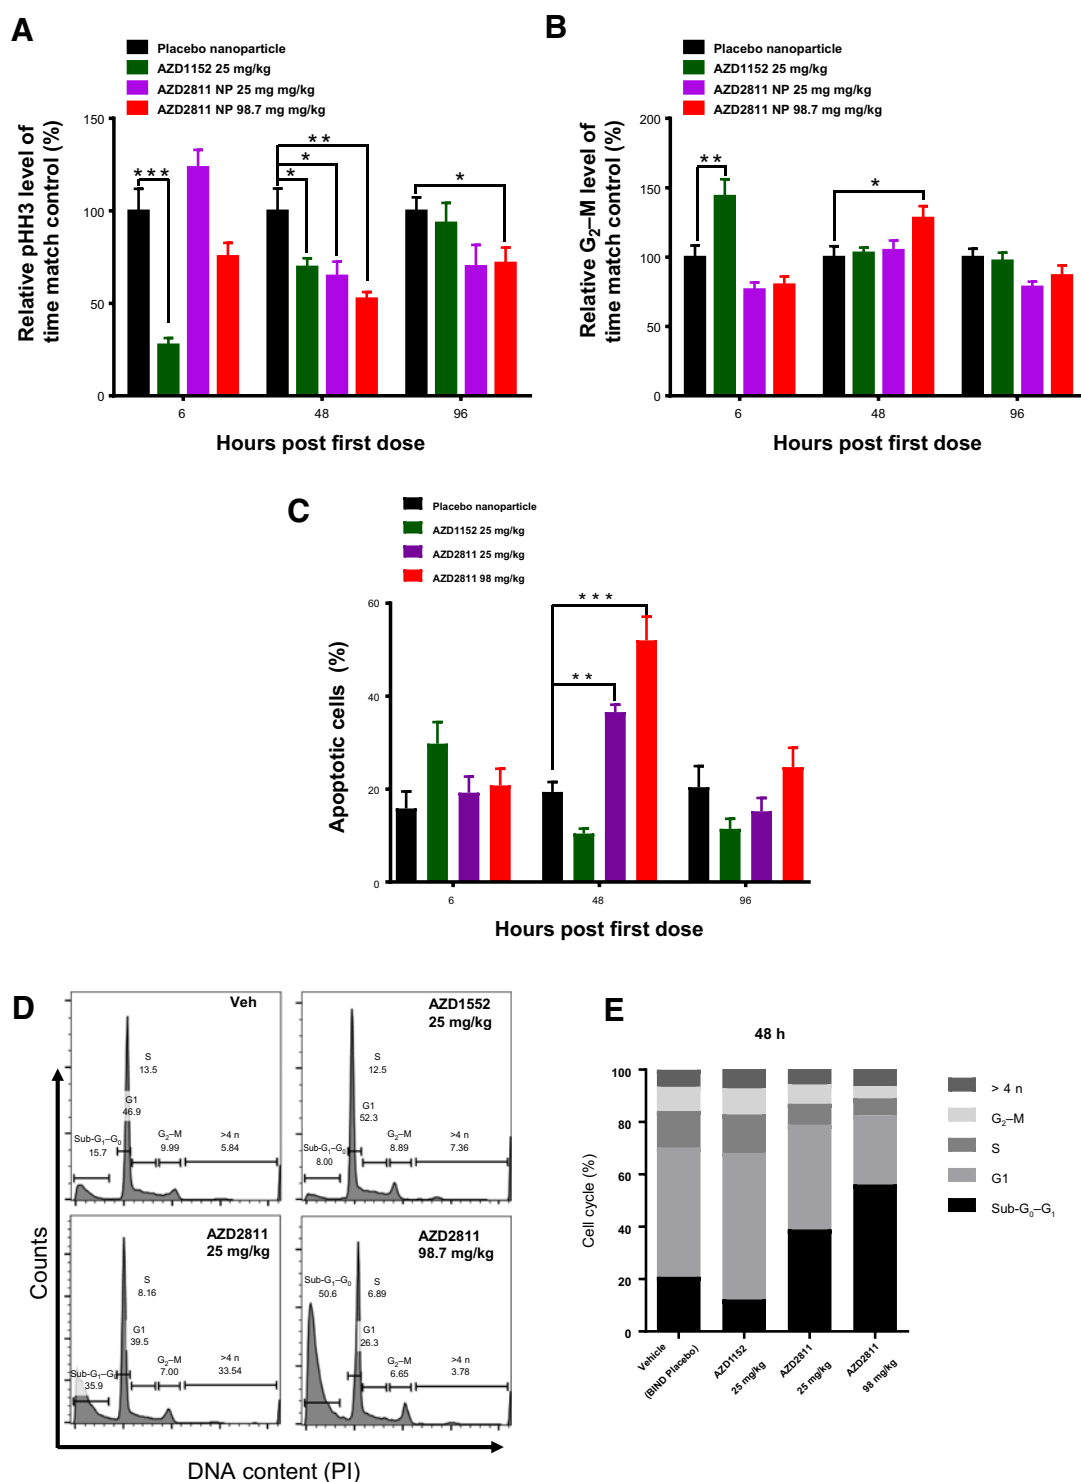 A
Placebo nanoparticle
AZD1152 25 mg/kg
AZD2811 NP 25 mg mg/kg
AZD2811 NP 98.7 mg mg/kg
Relative pHH3 level of
time match control (%)
150
100
50
0
***
**
*
*
*
6
48
96
Hours post first dose
B
Placebo nanoparticle
AZD1152 25 mg/kg
AZD2811 NP 25 mg mg/kg
AZD2811 NP 98.7 mg mg/kg
Relative G₂–M level of
time match control (%)
200
150
100
50
0
**
*
6
48
96
Hours post first dose
C
Placebo nanoparticle
AZD1152 25 mg/kg
AZD2811 25 mg/kg
AZD2811 98 mg/kg
Apoptotic cells (%)
60
40
20
0
***
**
6
48
96
Hours post first dose
D
Veh
S
13.5
G1
46.9
Sub-G₁–G₀
15.7
G₂–M
9.99
>4 n
5.84
AZD1552
25 mg/kg
S
12.5
G1
52.3
Sub-G₁–G₀
8.00
G₂–M
8.89
>4 n
7.36
AZD2811
25 mg/kg
S
8.16
G1
39.5
Sub-G₁–G₀
35.9
G₂–M
7.00
>4 n
33.54
AZD2811
98.7 mg/kg
Sub-G₁–G₀
50.6
S
6.89
G1
26.3
G₂–M
6.65
>4 n
3.78
Counts
DNA content (PI)
E
48 h
Cell cycle (%)
100
80
60
40
20
0
Vehicle
(BIND Placebo)
AZD1152
25 mg/kg
AZD2811
25 mg/kg
AZD2811
98 mg/kg
> 4 n
G₂–M
S
G1
Sub-G₀–G₁